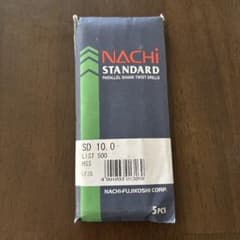 NACHI
STANDARD
PARALLEL SHANK TWIST DRILLS
SD 10.0
LIST 500
HSS
NACHI-FUJIKOSHI CORP.
5PCS